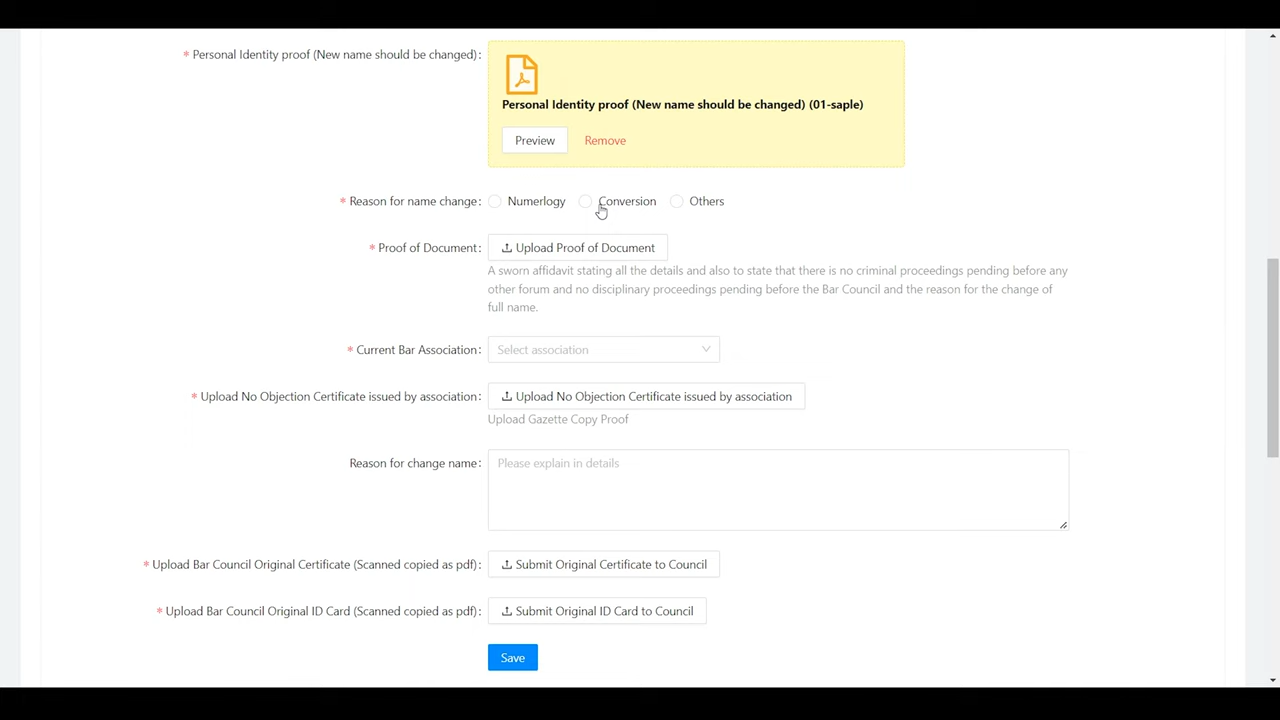 * Personal Identity proof (New name should be changed) :
Personal Identity proof (New name should be changed) (01-saple)
Preview Remove
* Reason for name change : Numerlogy Conversion Others
* Proof of Document : Upload Proof of Document
A sworn affidavit stating all the details and also to state that there is no criminal proceedings pending before any
other forum and no disciplinary proceedings pending before the Bar Council and the reason for the change of
full name.
* Current Bar Association : Select association
* Upload No Objection Certificate issued by association : Upload No Objection Certificate issued by association
Upload Gazette Copy Proof
Reason for change name : Please explain in details
* Upload Bar Council Original Certificate (Scanned copied as pdf) : Submit Original Certificate to Council
* Upload Bar Council Original ID Card (Scanned copied as pdf) : Submit Original ID Card to Council
Save